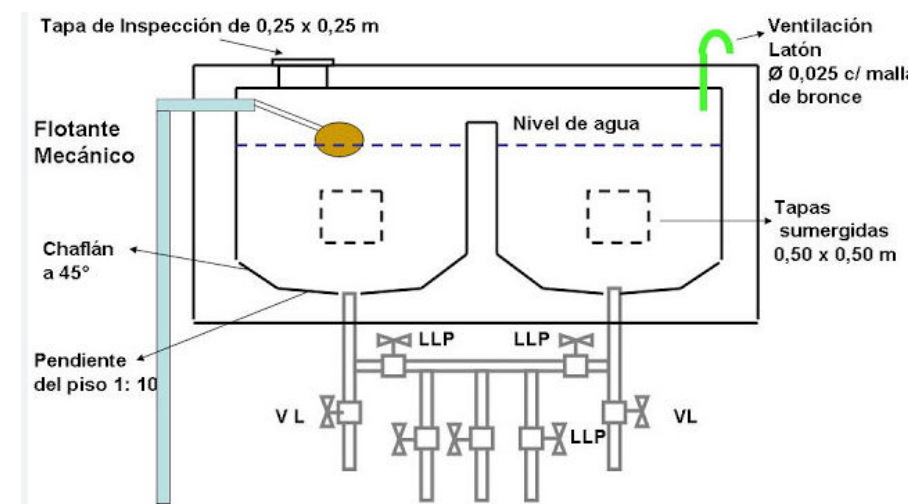 Tapa de Inspección de 0,25 x 0,25 m
Ventilación
Latón
Ø 0,025 c/ malla
de bronce
Flotante
Mecánico
Nivel de agua
Chaflán
a 45°
Tapas
sumergidas
0,50 x 0,50 m
Pendiente
del piso 1: 10
LLP
LLP
V L
LLP
VL